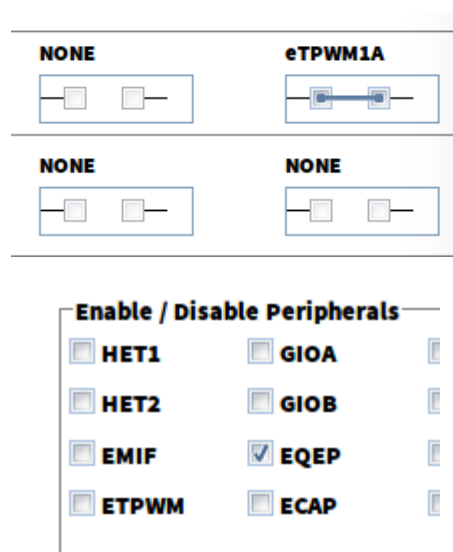 NONE eTPWM1A
NONE NONE
Enable / Disable Peripherals
HET1 GIOA
HET2 GIOB
EMIF EQEP
ETPWM ECAP